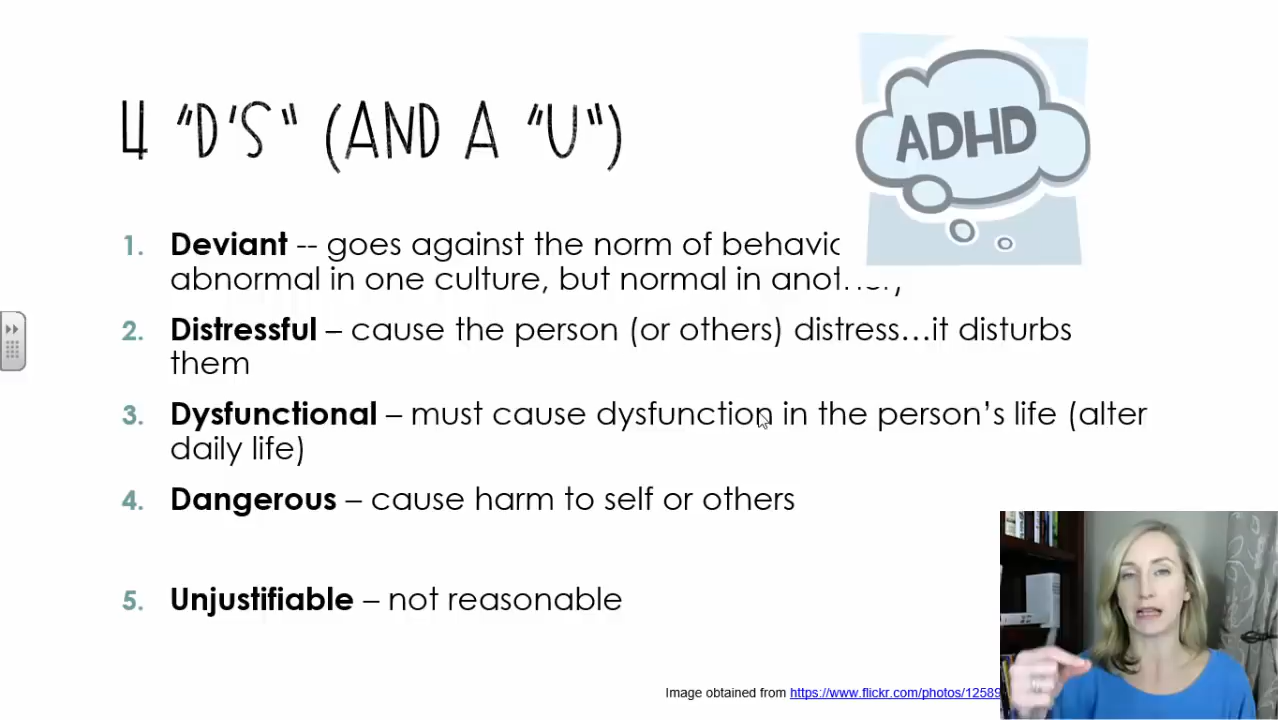 4 "D'S" (AND A "U")
ADHD
1. Deviant -- goes against the norm of
abnormal in one culture, but normal in
2. Distressful – cause the person (or others) distress…it disturbs
them
3. Dysfunctional – must cause dysfunction in the person's life (alter
daily life)
4. Dangerous – cause harm to self or others
5. Unjustifiable – not reasonable
Image obtained from https://www.flickr.com/photos/12589